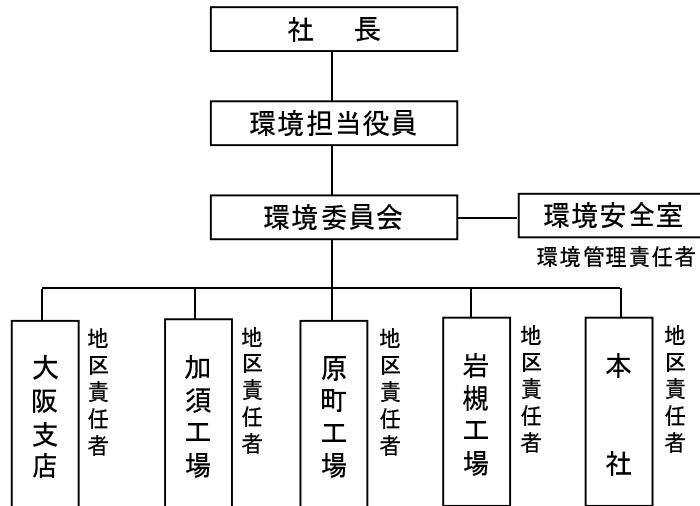 社　長
環境担当役員
環境委員会
環境安全室
環境管理責任者
大阪支店
地区責任者
加須工場
地区責任者
原町工場
地区責任者
岩槻工場
地区責任者
本　社
地区責任者